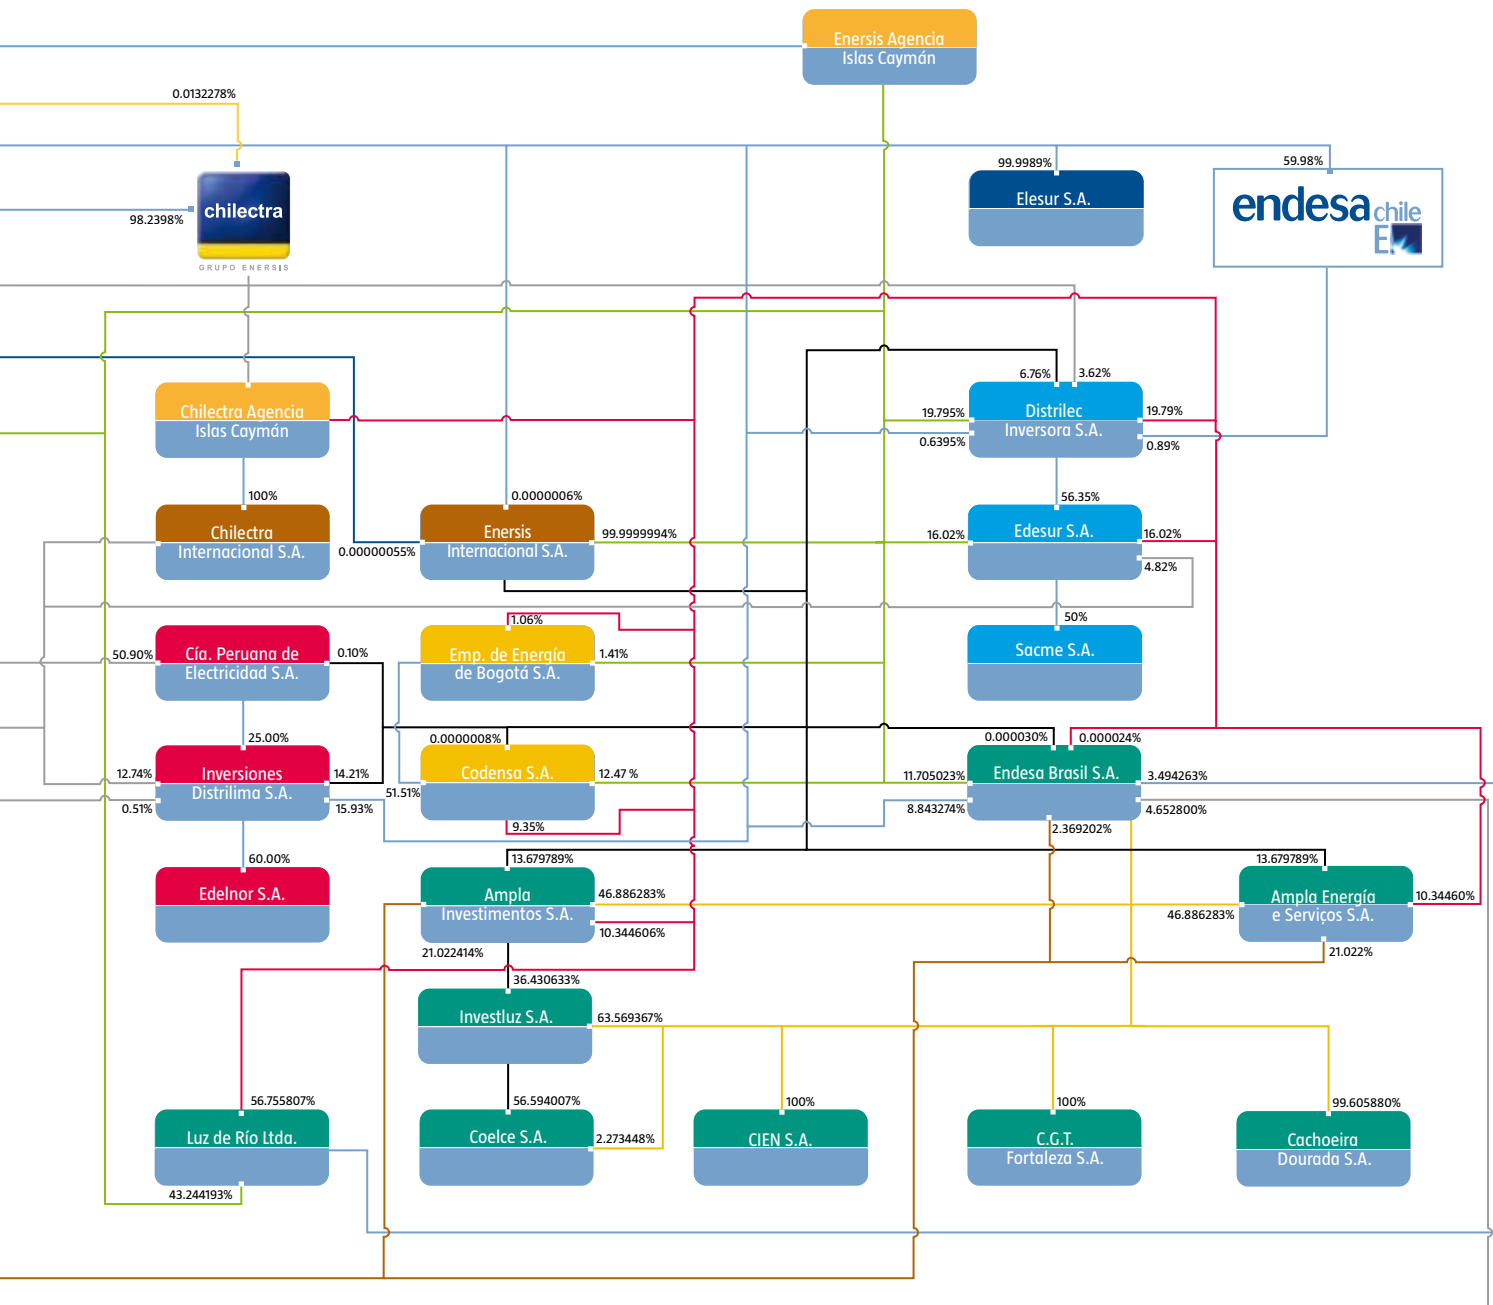 Enersis Agencia
Islas Caymán
0.0132278%
99.9989%
59.98%
98.2398%
chilectra
GRUPO ENERSIS
Elesur S.A.
endesa chile
E
6.76%
3.62%
Chilectra Agencia
Islas Caymán
19.795%
0.6395%
Distrilec
Inversora S.A.
19.79%
0.89%
100%
0.0000006%
56.35%
Chilectra
Internacional S.A.
0.00000055%
Enersis
Internacional S.A.
99.9999994%
16.02%
Edesur S.A.
16.02%
4.82%
1.06%
50%
50.90%
Cía. Peruana de
Electricidad S.A.
0.10%
Emp. de Energía
de Bogotá S.A.
1.41%
Sacme S.A.
25.00%
0.0000008%
0.000030%
0.000024%
12.74%
0.51%
Inversiones
Distrilima S.A.
14.21%
15.93%
51.51%
Codensa S.A.
12.47 %
9.35%
11.705023%
8.843274%
Endesa Brasil S.A.
3.494263%
4.652800%
2.369202%
60.00%
13.679789%
13.679789%
Edelnor S.A.
Ampla
Investimentos S.A.
46.886283%
10.344606%
46.886283%
Ampla Energía
e Serviços S.A.
10.34460%
21.022414%
21.022%
36.430633%
Investluz S.A.
63.569367%
56.755807%
56.594007%
100%
100%
99.605880%
Luz de Río Ltda.
Coelce S.A.
2.273448%
CIEN S.A.
C.G.T.
Fortaleza S.A.
Cachoeira
Dourada S.A.
43.244193%